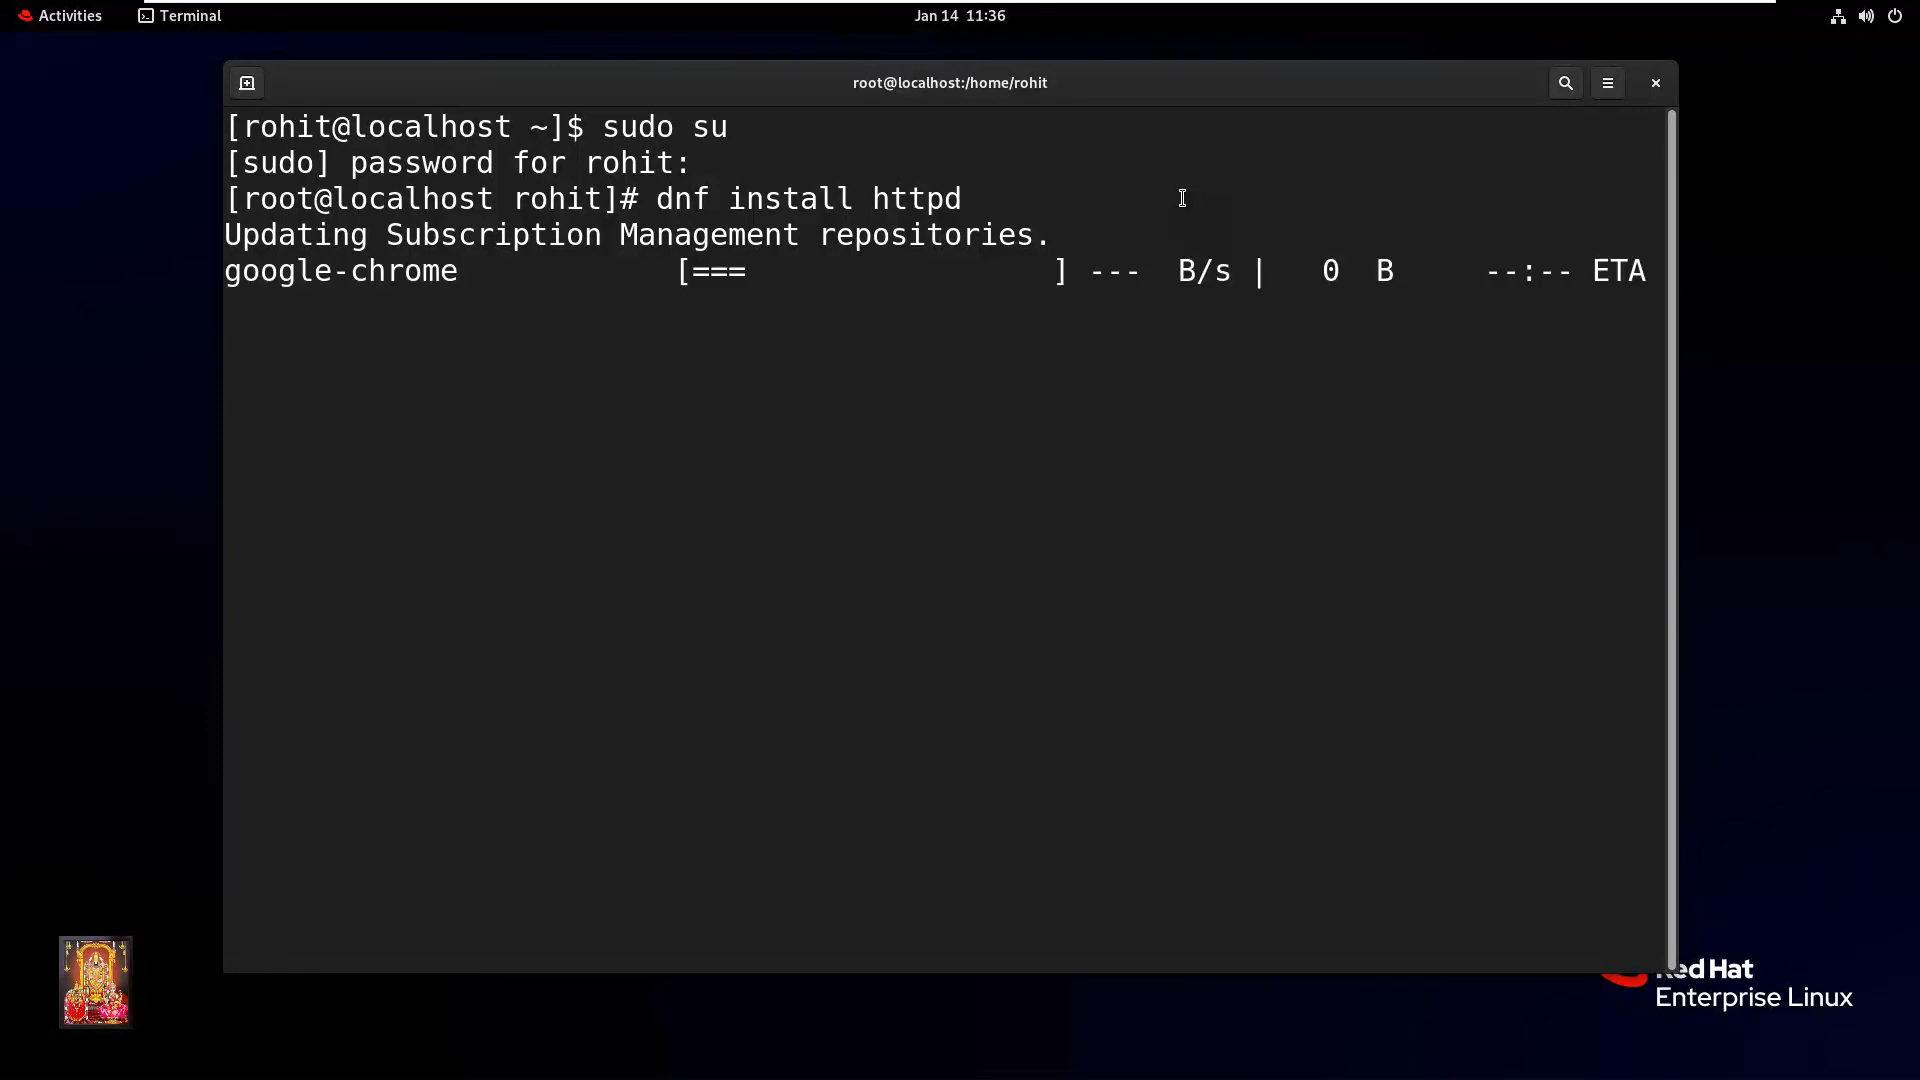 Activities Terminal Jan 14 11:36
root@localhost:/home/rohit
[rohit@localhost ~]$ sudo su
[sudo] password for rohit:
[root@localhost rohit]# dnf install httpd
Updating Subscription Management repositories.
google-chrome [=== ] --- B/s | 0 B --:-- ETA
Red Hat
Enterprise Linux